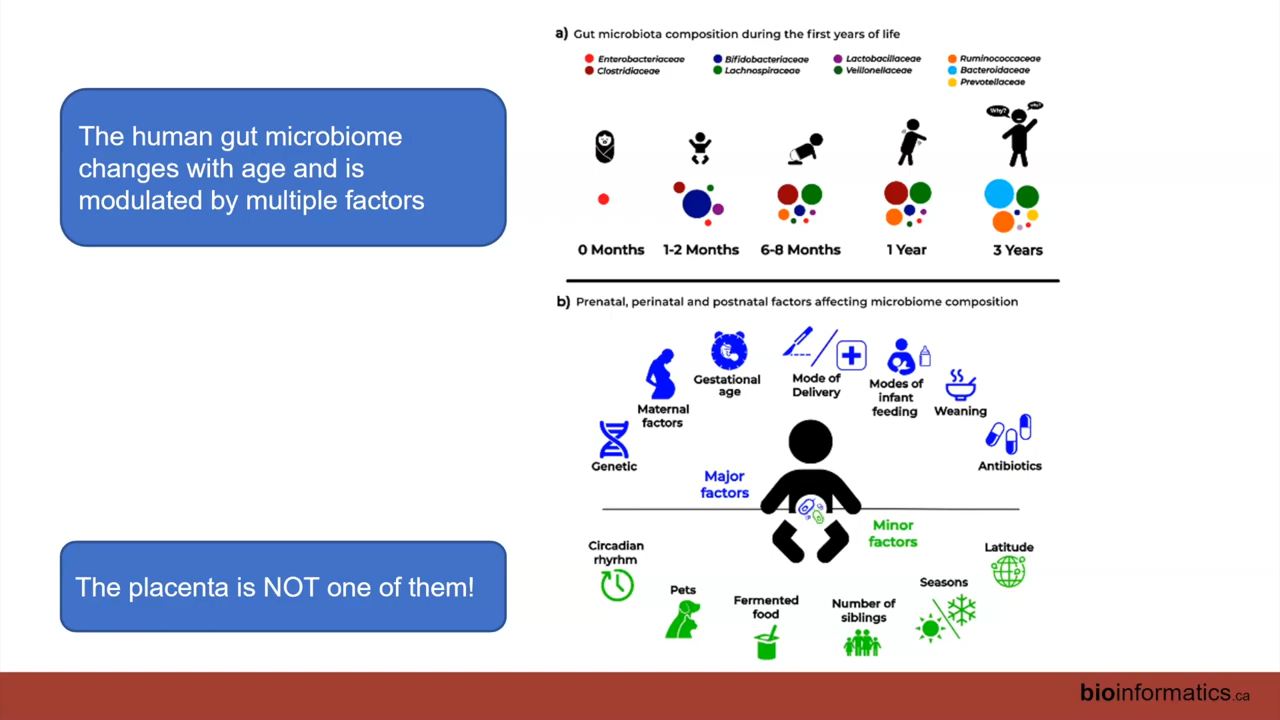 The human gut microbiome
changes with age and is
modulated by multiple factors
The placenta is NOT one of them!
a) Gut microbiota composition during the first years of life
Enterobacteriaceae
Clostridiaceae
Bifidobacteriaceae
Lachnospiraceae
Lactobacillaceae
Veillonellaceae
Ruminococcaceae
Bacteroidaceae
Prevotellaceae
Why?
Why?
0 Months
1-2 Months
6-8 Months
1 Year
3 Years
b) Prenatal, perinatal and postnatal factors affecting microbiome composition
Genetic
Maternal
factors
Gestational
age
Mode of
Delivery
Modes of
infant
feeding
Weaning
Antibiotics
Major
factors
Minor
factors
Circadian
rhyrhm
Pets
Fermented
food
Number of
siblings
Seasons
Latitude
bioinformatics.ca